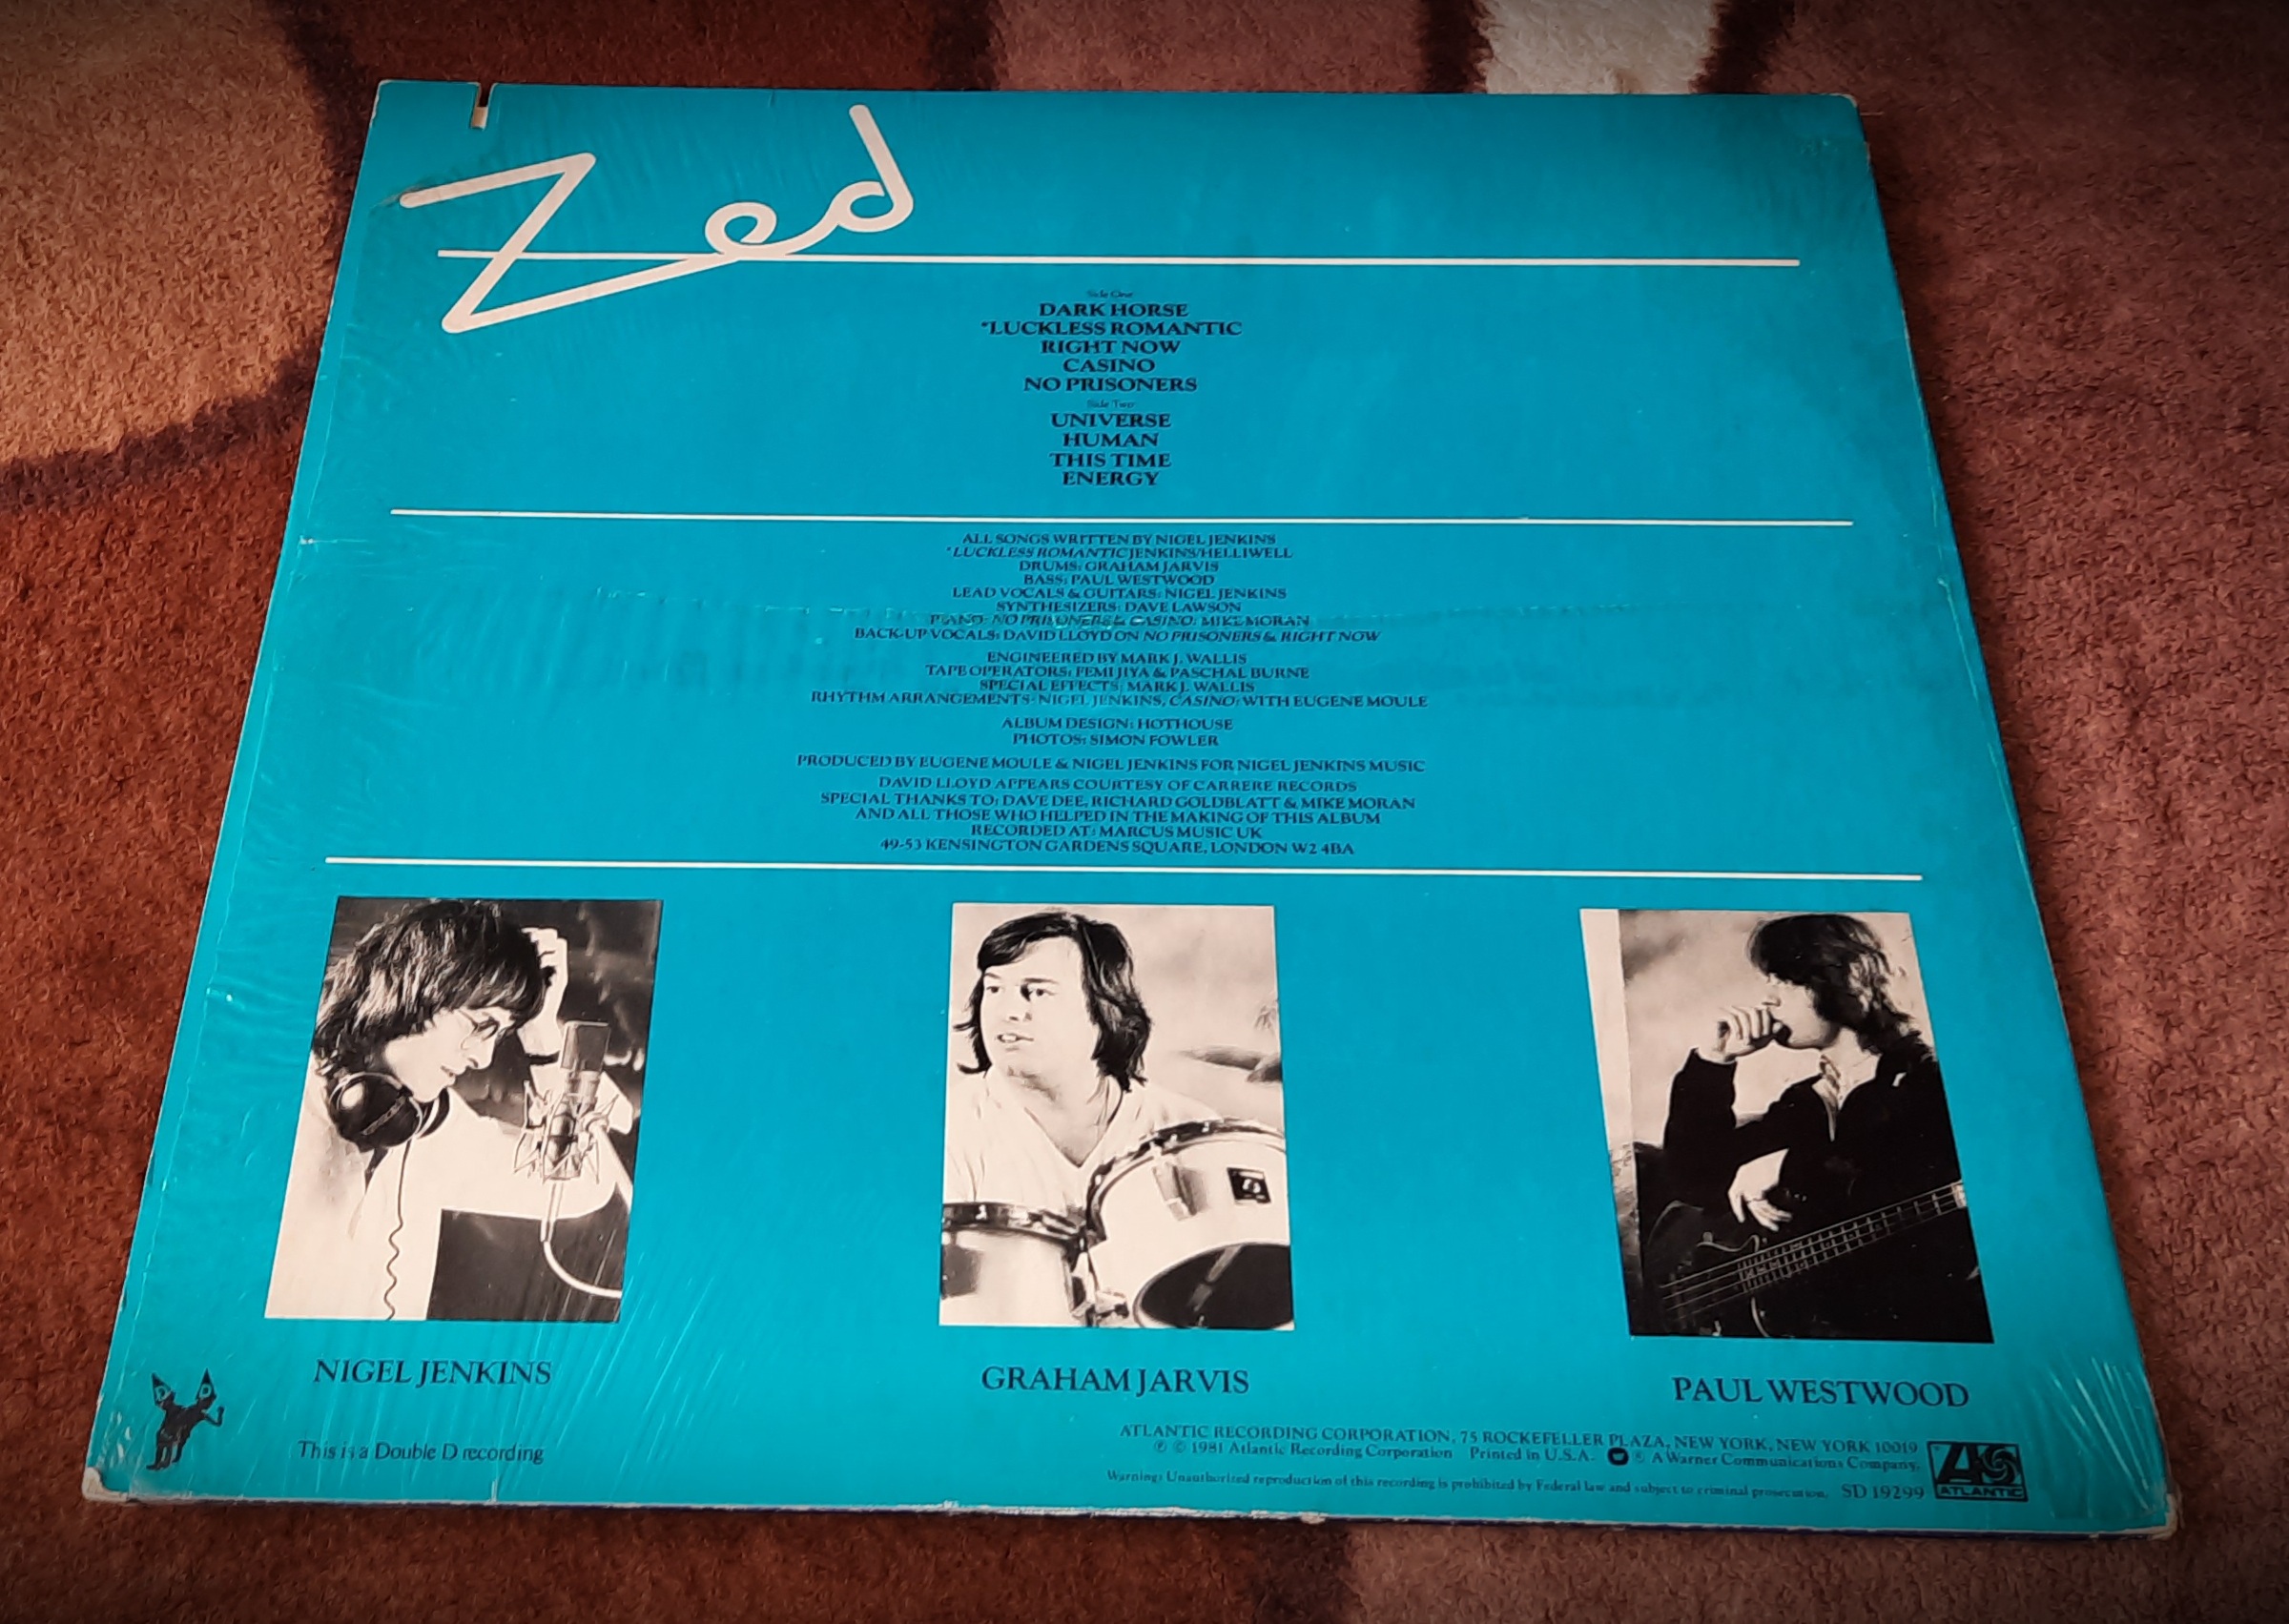 Zed
Side One
DARK HORSE
*LUCKLESS ROMANTIC
RIGHT NOW
CASINO
NO PRISONERS
Side Two
UNIVERSE
HUMAN
THIS TIME
ENERGY
ALL SONGS WRITTEN BY NIGEL JENKINS
*LUCKLESS ROMANTIC JENKINS/HELLIWELL
DRUMS: GRAHAM JARVIS
BASS: PAUL WESTWOOD
LEAD VOCALS & GUITARS: NIGEL JENKINS
SYNTHESIZERS: DAVE LAWSON
PIANO: NO PRISONERS & CASINO: MIKE MORAN
BACK-UP VOCALS: DAVID LLOYD ON NO PRISONERS & RIGHT NOW
ENGINEERED BY MARK J. WALLIS
TAPE OPERATORS: FEMI JIYA & PASCHAL BURNE
SPECIAL EFFECTS: MARK J. WALLIS
RHYTHM ARRANGEMENTS: NIGEL JENKINS, CASINO: WITH EUGENE MOULE
ALBUM DESIGN: HOTHOUSE
PHOTOS: SIMON FOWLER
PRODUCED BY EUGENE MOULE & NIGEL JENKINS FOR NIGEL JENKINS MUSIC
DAVID LLOYD APPEARS COURTESY OF CARRERE RECORDS
SPECIAL THANKS TO: DAVE DEE, RICHARD GOLDBLATT & MIKE MORAN
AND ALL THOSE WHO HELPED IN THE MAKING OF THIS ALBUM
RECORDED AT: MARCUS MUSIC UK
49-53 KENSINGTON GARDENS SQUARE, LONDON W2 4BA
NIGEL JENKINS
GRAHAM JARVIS
PAUL WESTWOOD
D D
This is a Double D recording
ATLANTIC RECORDING CORPORATION, 75 ROCKEFELLER PLAZA, NEW YORK, NEW YORK 10019
℗ © 1981 Atlantic Recording Corporation Printed in U.S.A. ® A Warner Communications Company.
Warning: Unauthorized reproduction of this recording is prohibited by Federal law and subject to criminal prosecution. SD 19299
ATLANTIC